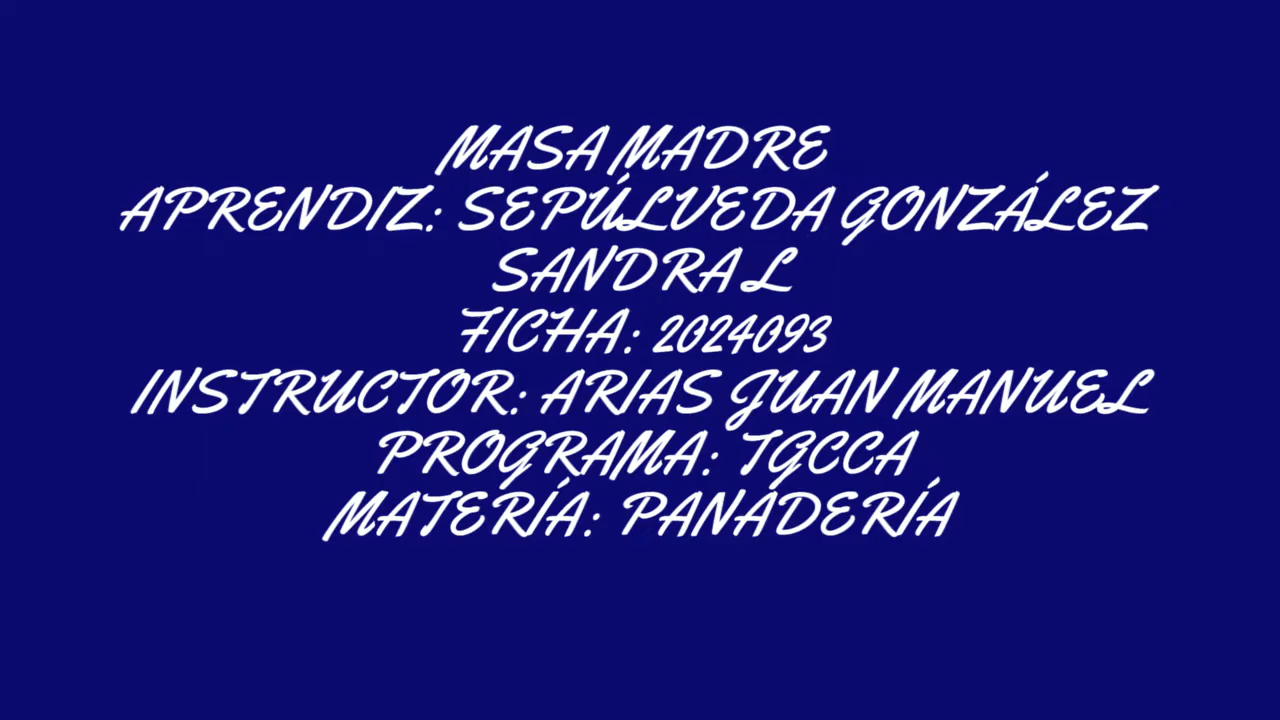 MASA MADRE
APRENDIZ: SEPÚLVEDA GONZÁLEZ
SANDRA L
FICHA: 2024093
INSTRUCTOR: ARIAS JUAN MANUEL
PROGRAMA: TGCCA
MATERÍA: PANADERÍA